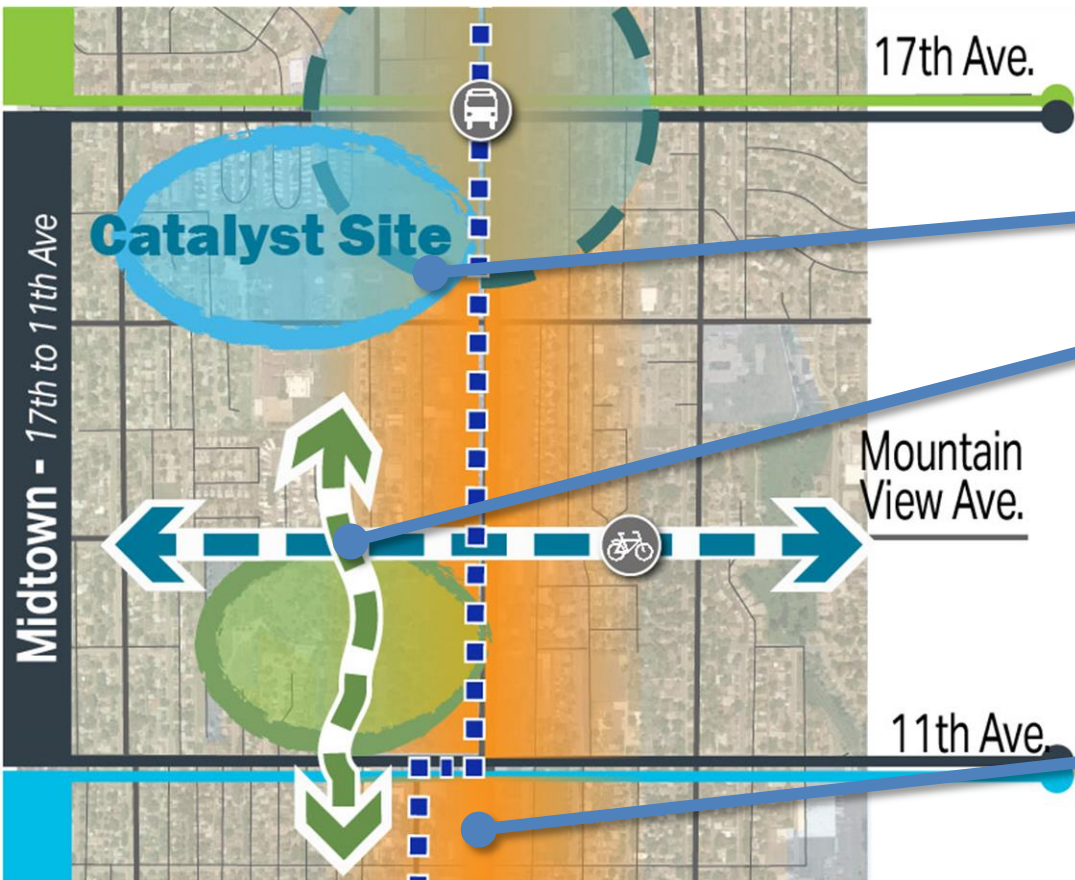 17th Ave.
Catalyst Site
Midtown - 17th to 11th Ave
Mountain
View Ave.
11th Ave.